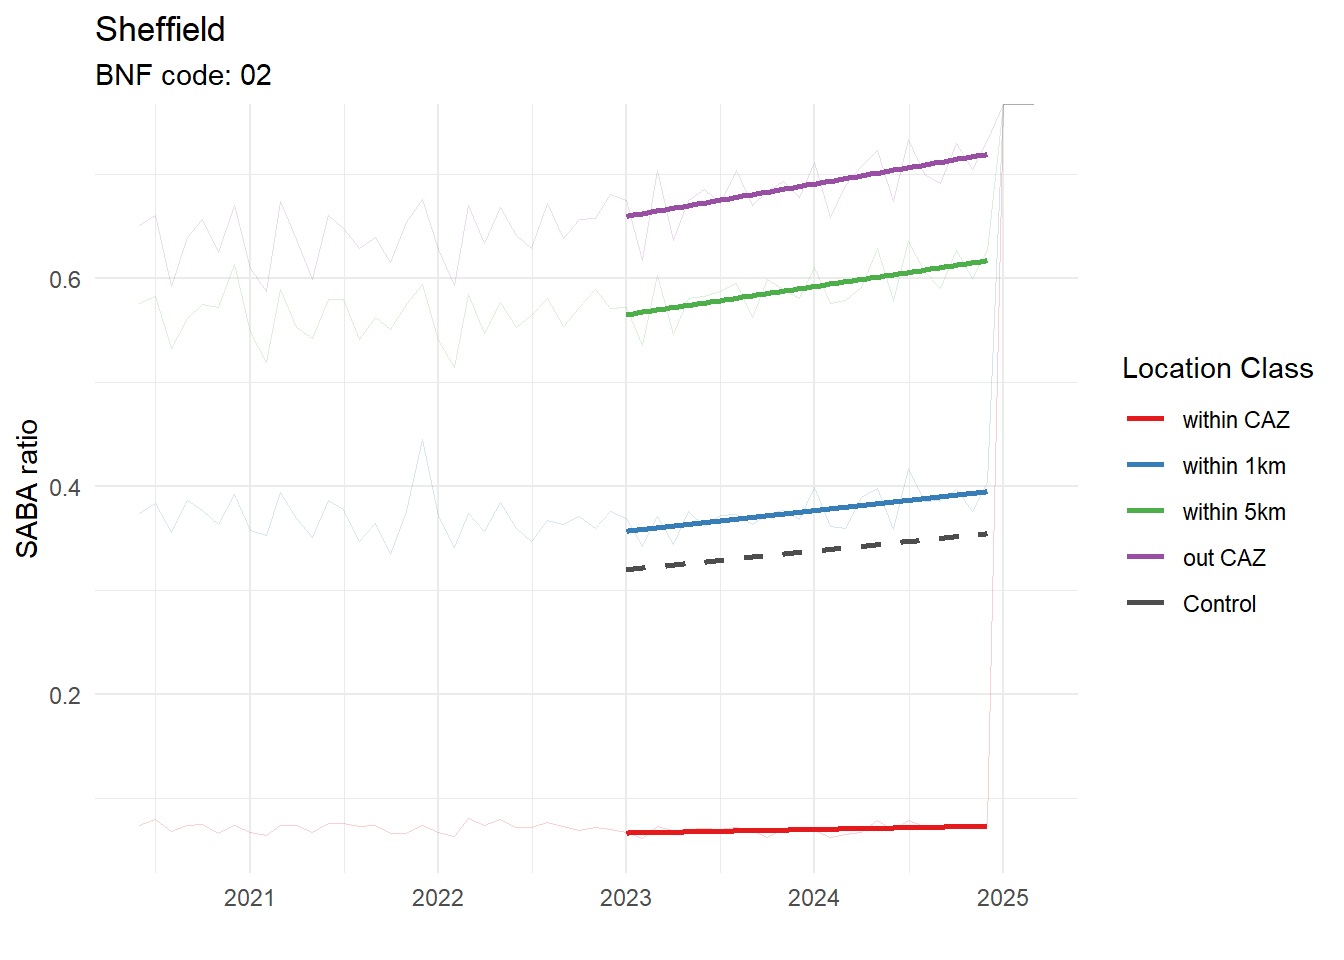 Sheffield
BNF code: 02
SABA ratio
0.6
0.4
0.2
2021
2022
2023
2024
2025
Location Class
within CAZ
within 1km
within 5km
out CAZ
Control